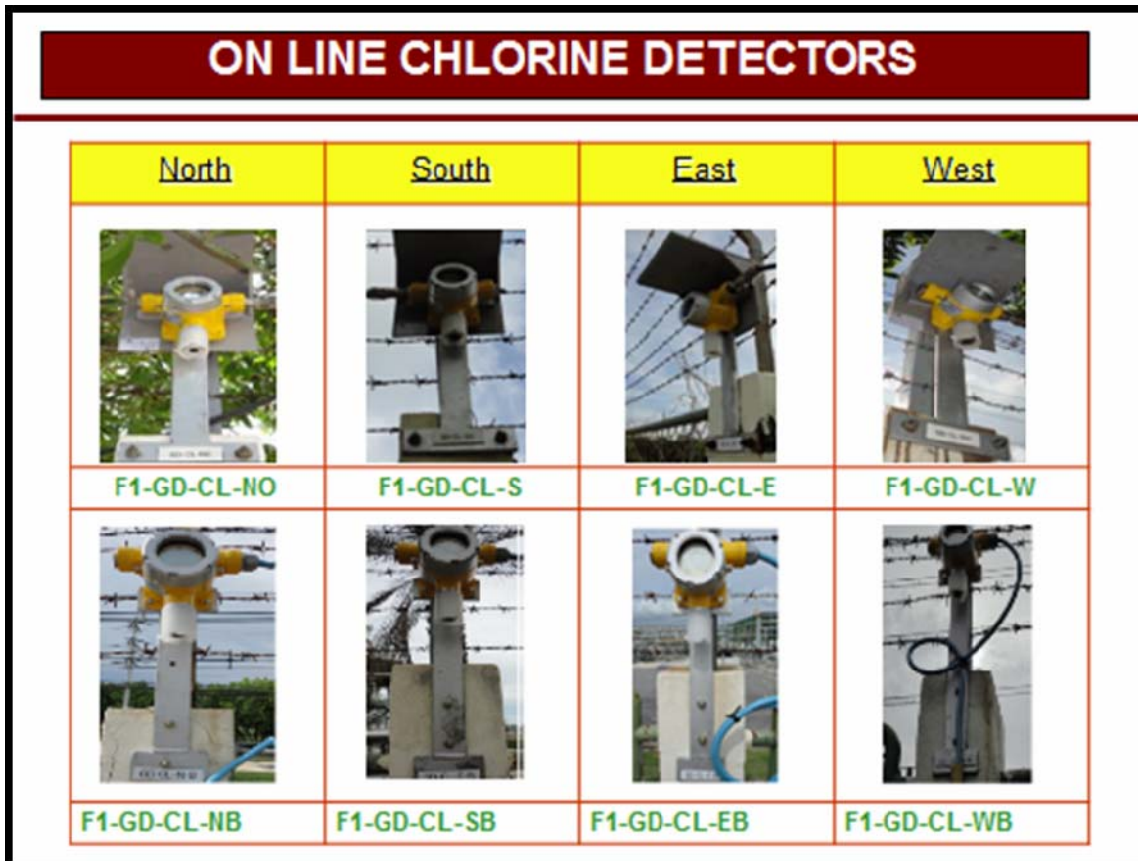 ON LINE CHLORINE DETECTORS
North South East West
F1-GD-CL-NO F1-GD-CL-S F1-GD-CL-E F1-GD-CL-W
F1-GD-CL-NB F1-GD-CL-SB F1-GD-CL-EB F1-GD-CL-WB